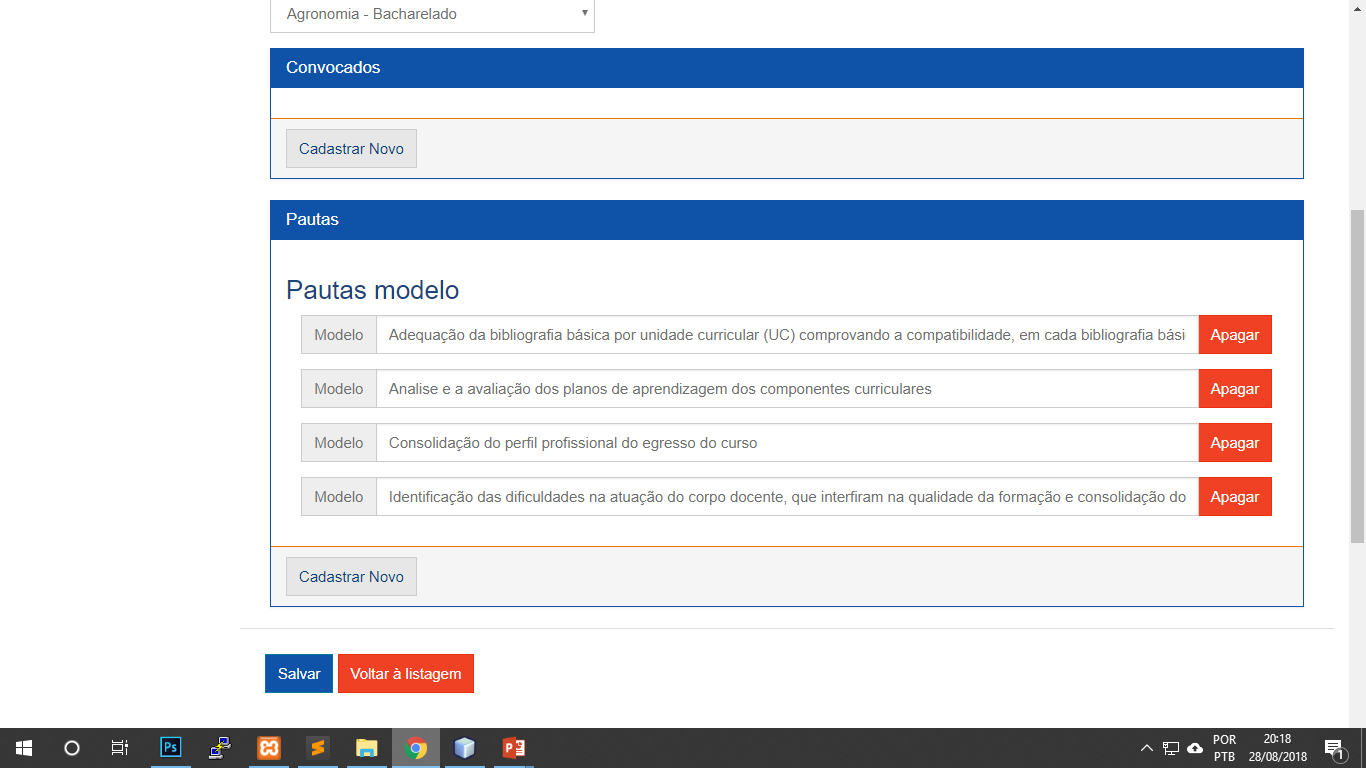 Agronomia - Bacharelado
Convocados
Cadastrar Novo
Pautas
Pautas modelo
Modelo Adequação da bibliografia básica por unidade curricular (UC) comprovando a compatibilidade, em cada bibliografia bási Apagar
Modelo Analise e a avaliação dos planos de aprendizagem dos componentes curriculares Apagar
Modelo Consolidação do perfil profissional do egresso do curso Apagar
Modelo Identificação das dificuldades na atuação do corpo docente, que interfiram na qualidade da formação e consolidação do Apagar
Cadastrar Novo
Salvar Voltar à listagem
Ps
POR 20:18
PTB 28/08/2018 1